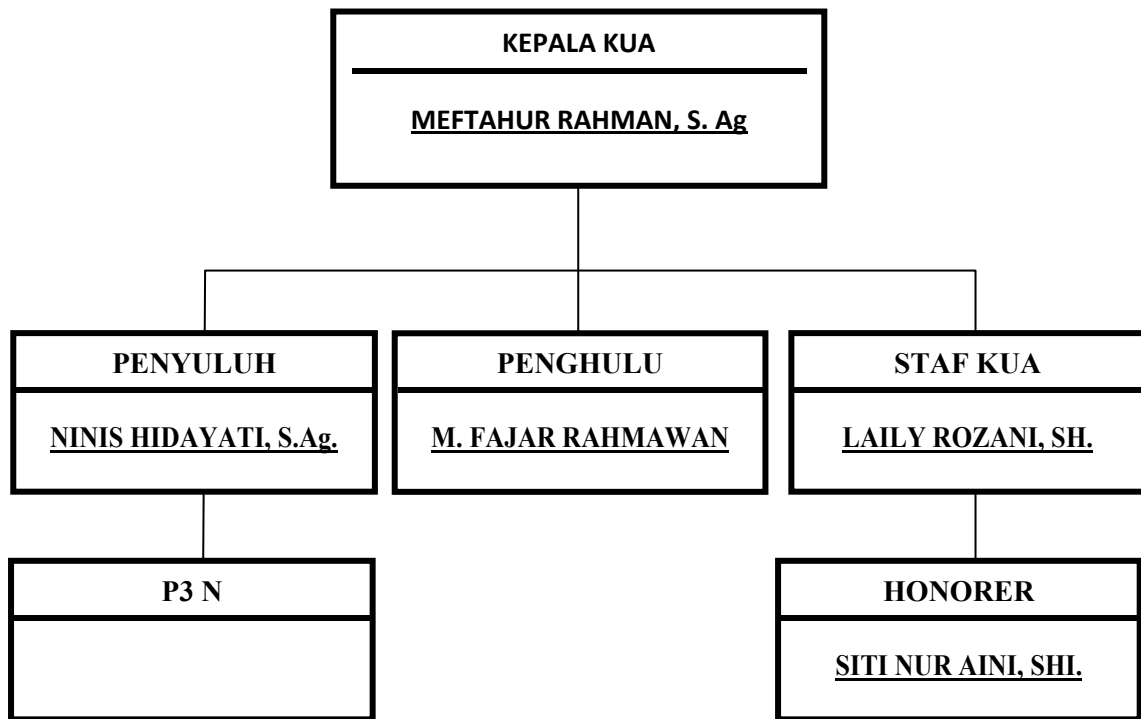 KEPALA KUA
MEFTAHUR RAHMAN, S. Ag
PENYULUH
NINIS HIDAYATI, S.Ag.
PENGHULU
M. FAJAR RAHMAWAN
STAF KUA
LAILY ROZANI, SH.
P3 N
HONORER
SITI NUR AINI, SHI.